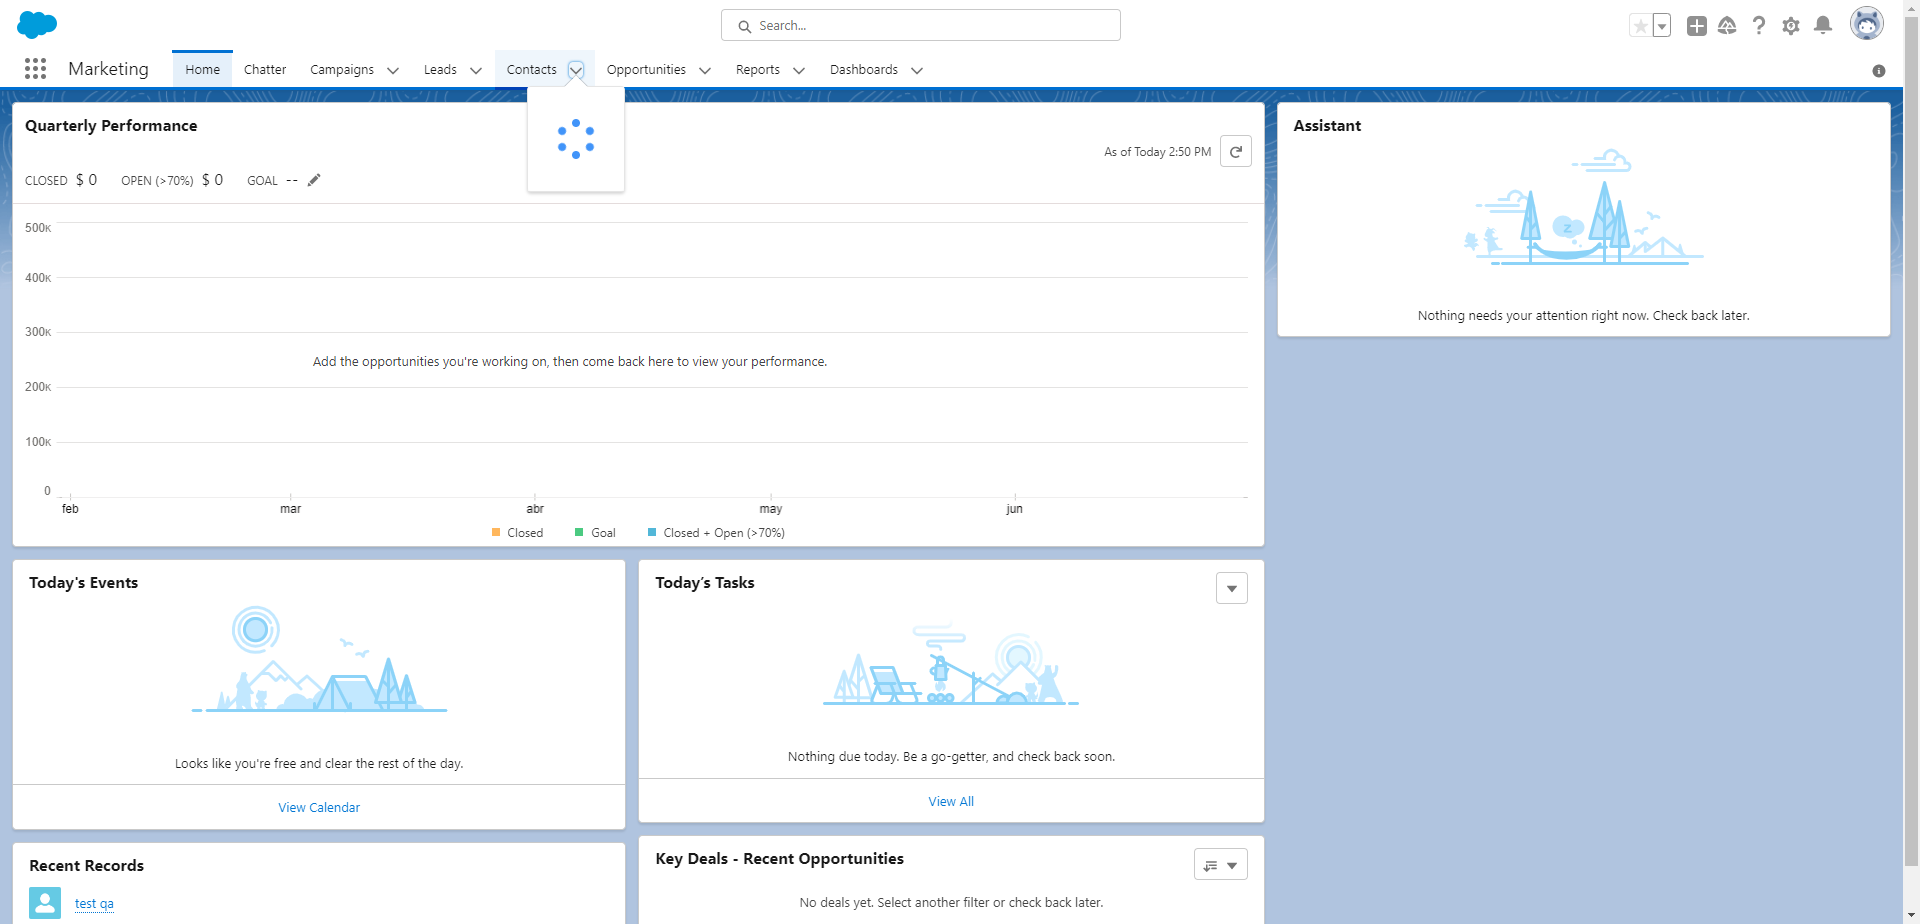 Search...
Marketing
Home
Chatter
Campaigns
Leads
Contacts
Opportunities
Reports
Dashboards
Quarterly Performance
As of Today 2:50 PM
CLOSED $ 0 OPEN (>70%) $ 0 GOAL --
500K
400K
300K
Add the opportunities you're working on, then come back here to view your performance.
200K
100K
0
feb mar abr may jun
Closed Goal Closed + Open (>70%)
Assistant
z
Nothing needs your attention right now. Check back later.
Today's Events
Looks like you're free and clear the rest of the day.
View Calendar
Today’s Tasks
Nothing due today. Be a go-getter, and check back soon.
View All
Recent Records
test qa
Key Deals - Recent Opportunities
No deals yet. Select another filter or check back later.